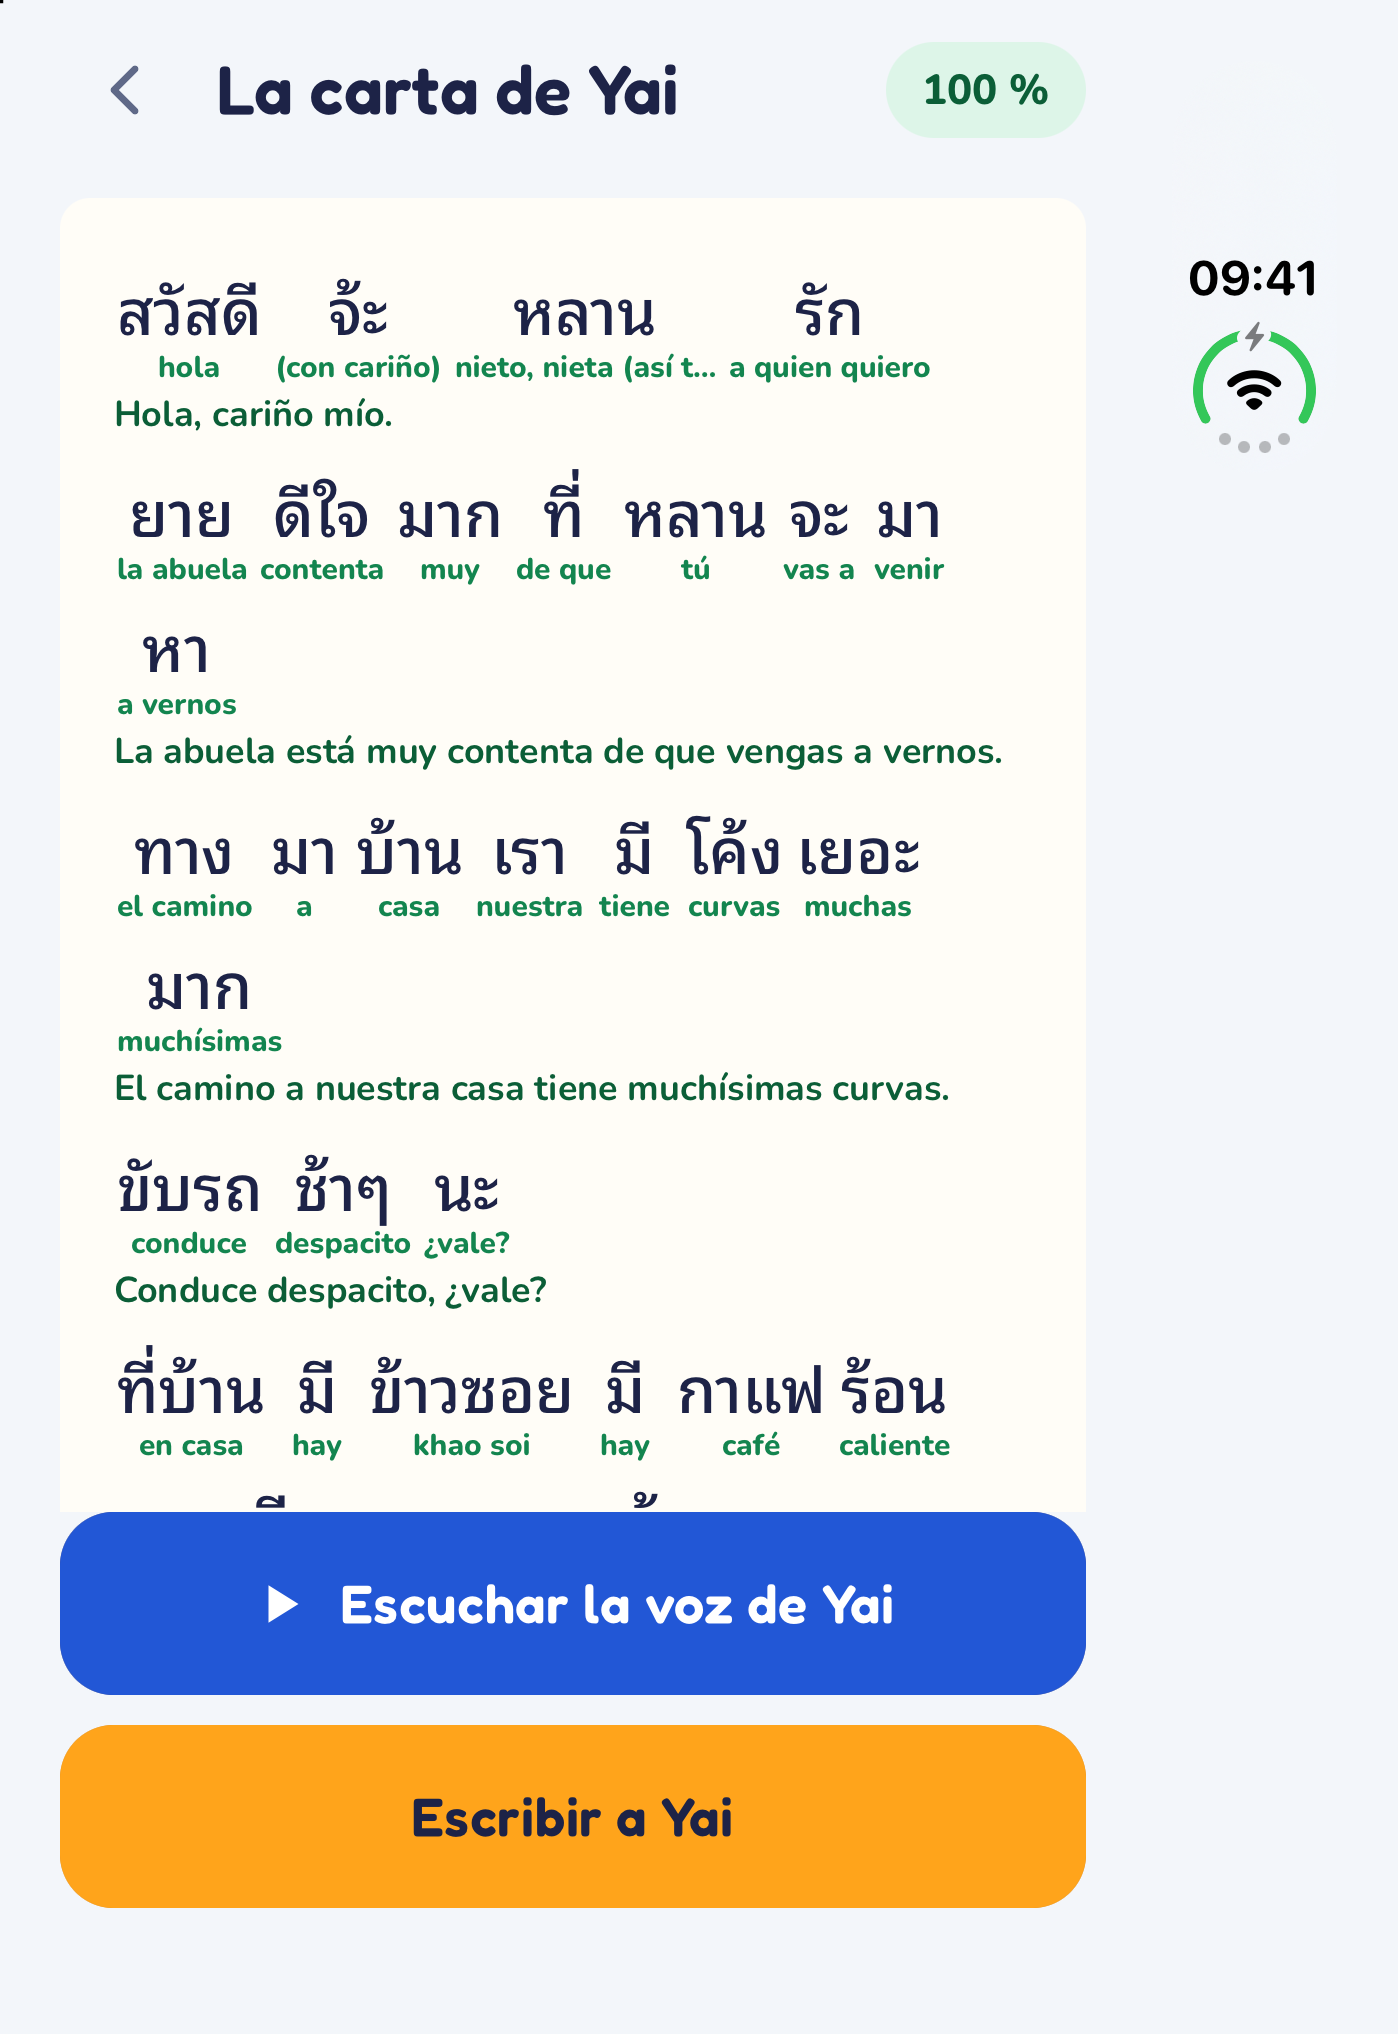 La carta de Yai
100 %
09:41
สวัสดี จ้ะ หลาน รัก
hola (con cariño) nieto, nieta (así t... a quien quiero
Hola, cariño mío.
ยาย ดีใจ มาก ที่ หลาน จะ มา
la abuela contenta muy de que tú vas a venir
หา
a vernos
La abuela está muy contenta de que vengas a vernos.
ทาง มา บ้าน เรา มี โค้ง เยอะ
el camino a casa nuestra tiene curvas muchas
มาก
muchísimas
El camino a nuestra casa tiene muchísimas curvas.
ขับรถ ช้าๆ นะ
conduce despacito ¿vale?
Conduce despacito, ¿vale?
ที่บ้าน มี ข้าวซอย มี กาแฟ ร้อน
en casa hay khao soi hay café caliente
Escuchar la voz de Yai
Escribir a Yai